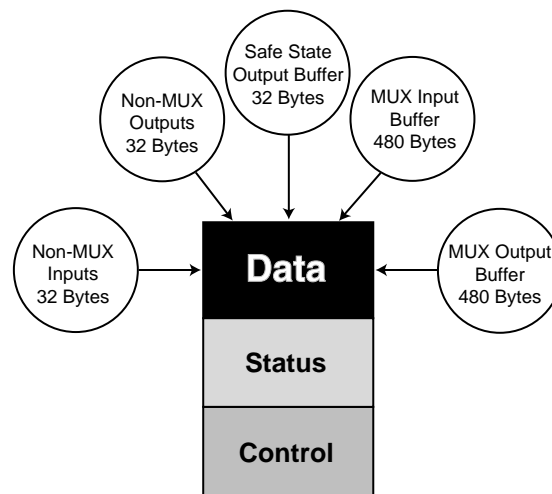 Safe State
Output Buffer
32 Bytes
Non-MUX
Outputs
32 Bytes
MUX Input
Buffer
480 Bytes
Non-MUX
Inputs
32 Bytes
MUX Output
Buffer
480 Bytes
Data
Status
Control